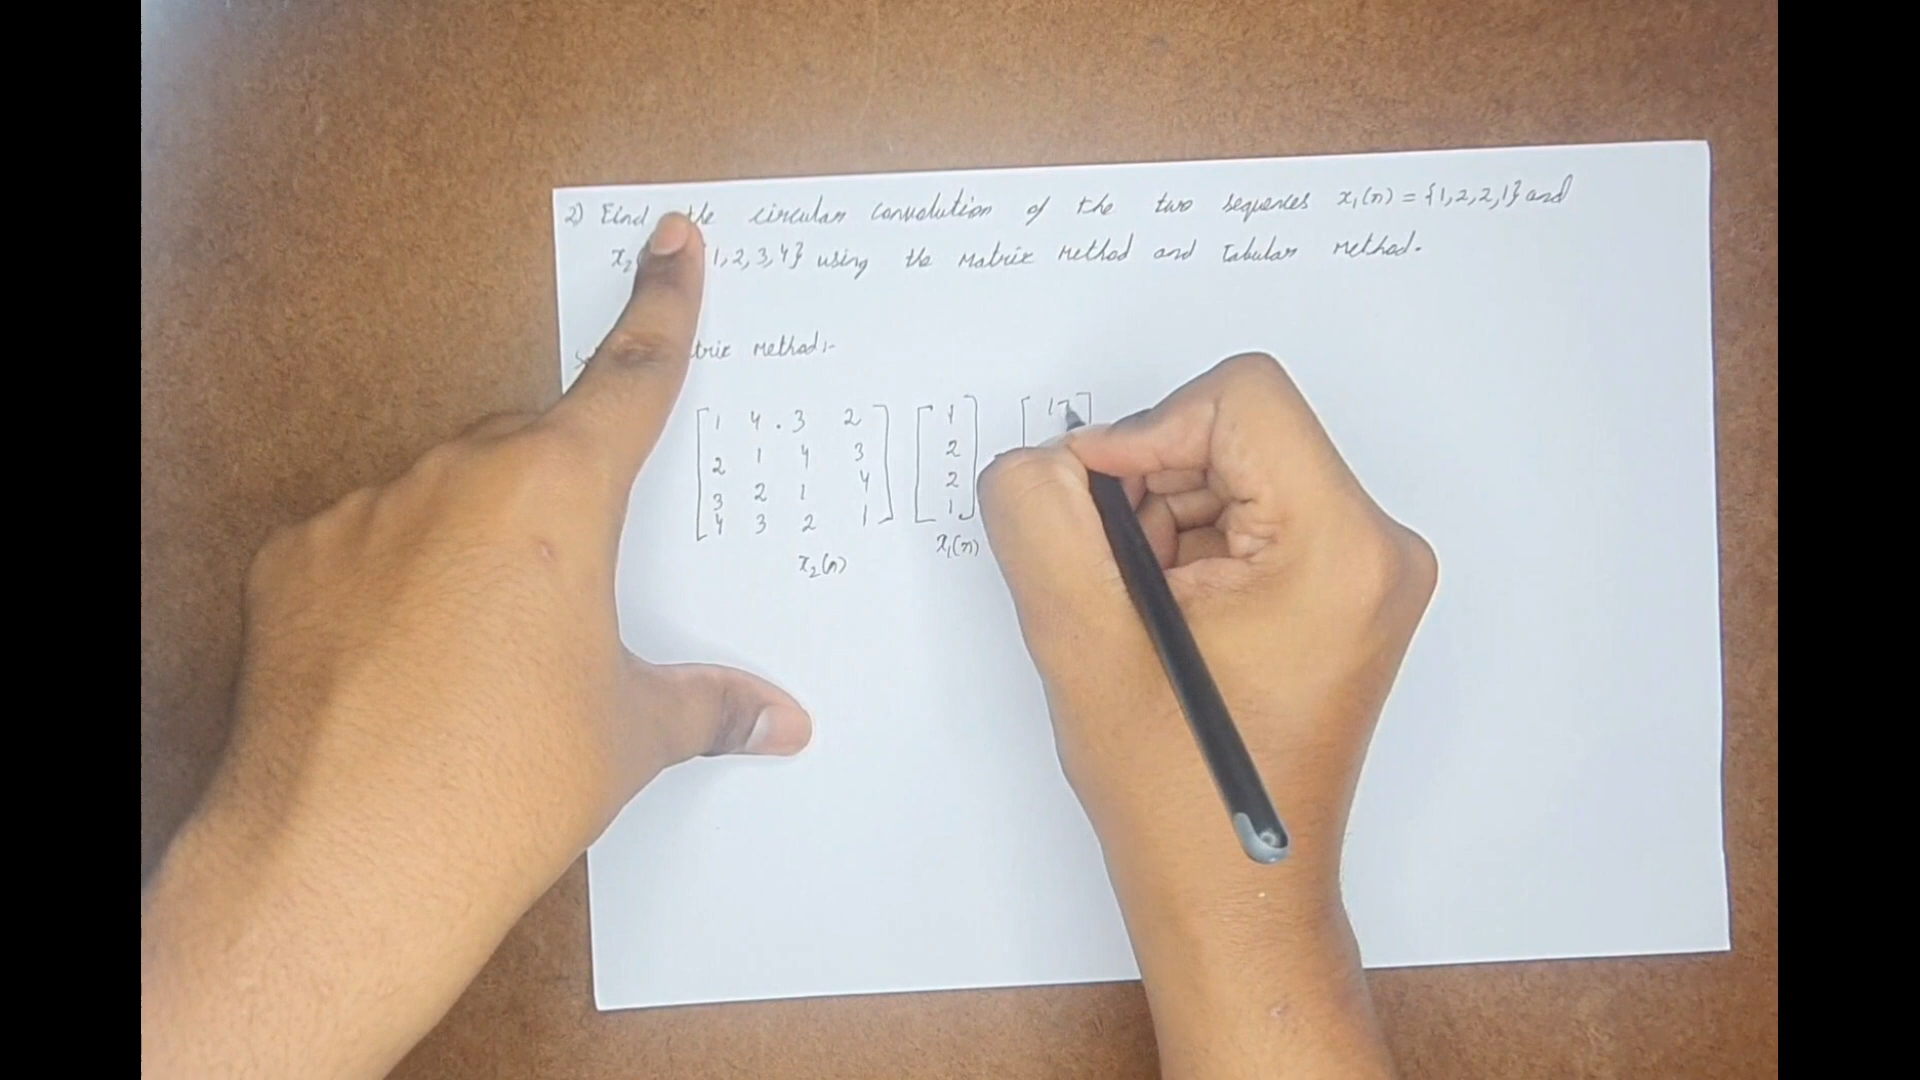 2) Find the circular convolution of the two sequences x₁(n) = {1,2,2,1} and
x₂ 1,2,3,4} using the Matrix Method and Tabular method.
Method:-
1 4 . 3 2 1 17
2 1 4 3 2
3 2 1 4 2
4 3 2 1 1
x₂(n) x₁(n)